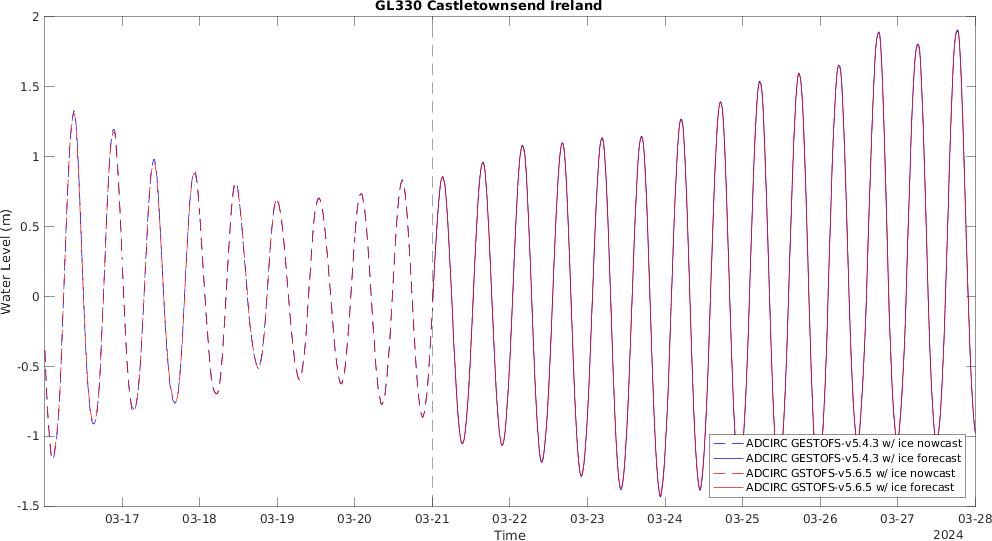 GL330 Castletownsend Ireland
2
1.5
1
0.5
0
-0.5
-1
-1.5
Water Level (m)
ADCIRC GESTOFS-v5.4.3 w/ ice nowcast
ADCIRC GESTOFS-v5.4.3 w/ ice forecast
ADCIRC GSTOFS-v5.6.5 w/ ice nowcast
ADCIRC GSTOFS-v5.6.5 w/ ice forecast
03-17 03-18 03-19 03-20 03-21 03-22 03-23 03-24 03-25 03-26 03-27 03-28
Time
2024